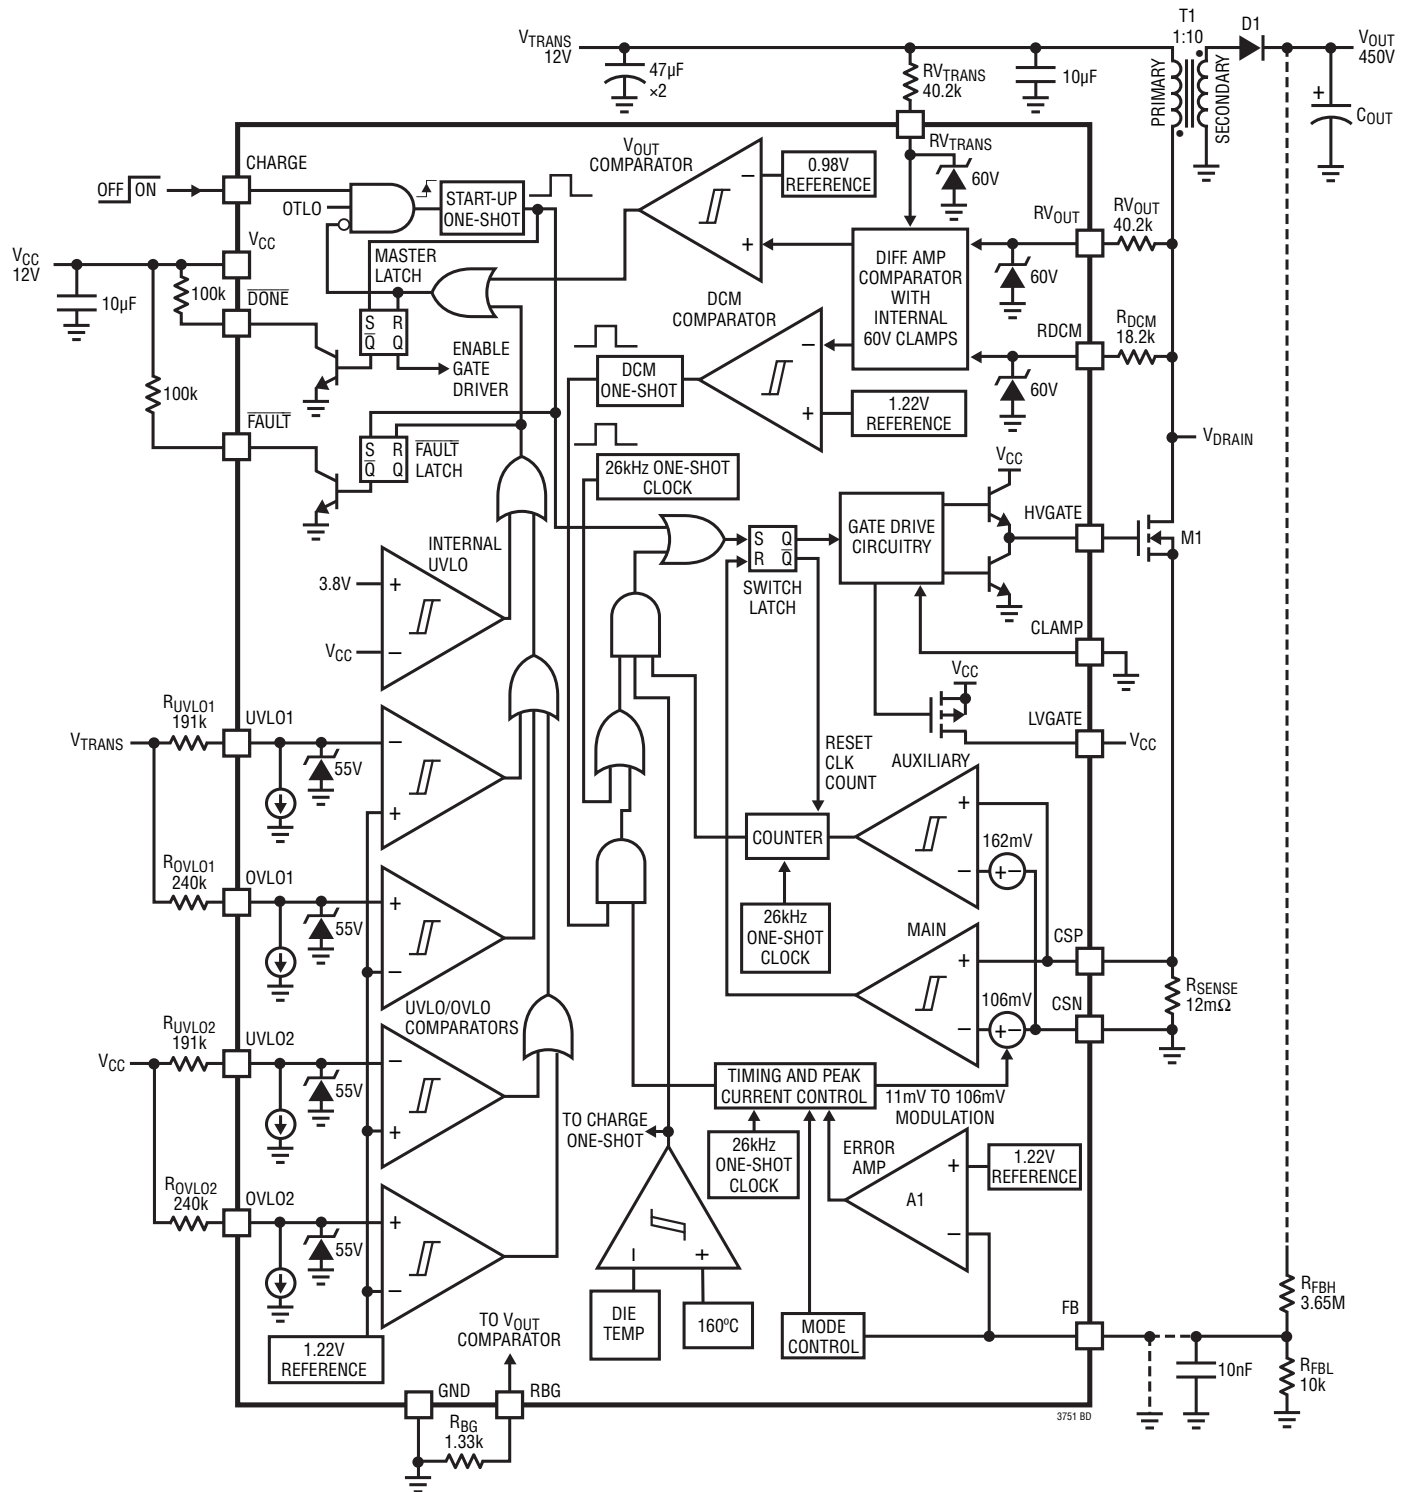 T1
1:10
D1
VTRANS
12V
VOUT
450V
47µF
×2
RVTRANS
40.2k
10µF
PRIMARY
SECONDARY
+
COUT
CHARGE
OFF ON
OTLO
START-UP
ONE-SHOT
VOUT
COMPARATOR
−
+
0.98V
REFERENCE
RVTRANS
60V
RVOUT
RVOUT
40.2k
VCC
VCC
12V
10µF
100k
DONE
MASTER
LATCH
S R
Q Q
ENABLE
GATE
DRIVER
DIFF. AMP
COMPARATOR
WITH
INTERNAL
60V CLAMPS
60V
DCM
COMPARATOR
−
+
RDCM
RDCM
18.2k
60V
DCM
ONE-SHOT
1.22V
REFERENCE
100k
FAULT
S R
Q Q
FAULT
LATCH
26kHz ONE-SHOT
CLOCK
VDRAIN
VCC
GATE DRIVE
CIRCUITRY
HVGATE
M1
S Q
R Q
SWITCH
LATCH
INTERNAL
UVLO
3.8V
+
VCC
−
CLAMP
VCC
LVGATE
VCC
RUVLO1
191k
UVLO1
VTRANS
55V
−
+
RESET
CLK
COUNT
AUXILIARY
+
−
162mV
+−
COUNTER
ROVLO1
240k
OVLO1
55V
+
−
26kHz
ONE-SHOT
CLOCK
MAIN
+
−
106mV
+−
CSP
CSN
RSENSE
12mΩ
UVLO/OVLO
COMPARATORS
RUVLO2
191k
UVLO2
VCC
55V
−
+
TIMING AND PEAK
CURRENT CONTROL
11mV TO 106mV
MODULATION
TO CHARGE
ONE-SHOT
26kHz
ONE-SHOT
CLOCK
ERROR
AMP
A1
+
−
1.22V
REFERENCE
ROVLO2
240k
OVLO2
55V
+
−
− +
DIE
TEMP
160ºC
MODE
CONTROL
FB
RFBH
3.65M
10nF
RFBL
10k
1.22V
REFERENCE
TO VOUT
COMPARATOR
GND
RBG
RBG
1.33k
3751 BD